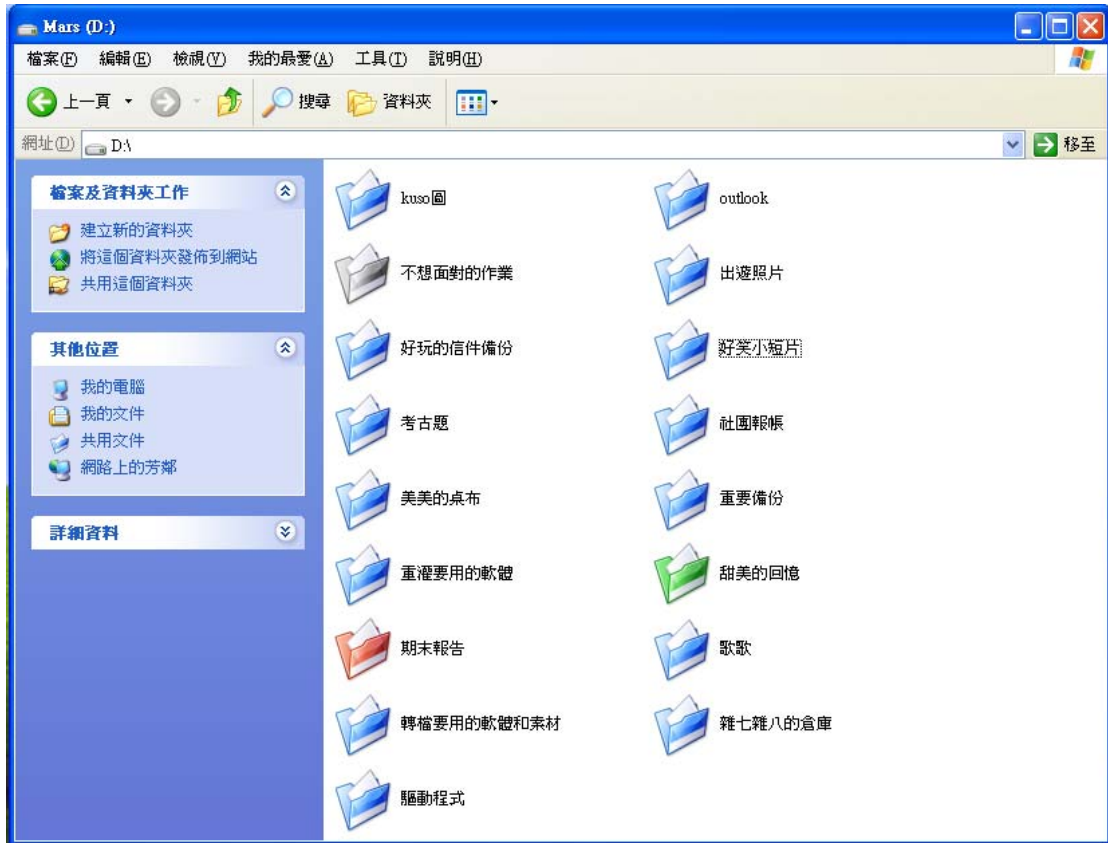 Mars (D:)
檔案(F) 編輯(E) 檢視(V) 我的最愛(A) 工具(T) 說明(H)
上一頁 搜尋 資料夾
網址(D) D:\ 移至
檔案及資料夾工作
建立新的資料夾
將這個資料夾發佈到網站
共用這個資料夾
其他位置
我的電腦
我的文件
共用文件
網路上的芳鄰
詳細資料
kuso圖 outlook
不想面對的作業 出遊照片
好玩的信件備份 好笑小短片
考古題 社團報帳
美美的桌布 重要備份
重灌要用的軟體 甜美的回憶
期末報告 歌歌
轉檔要用的軟體和素材 雜七雜八的倉庫
驅動程式